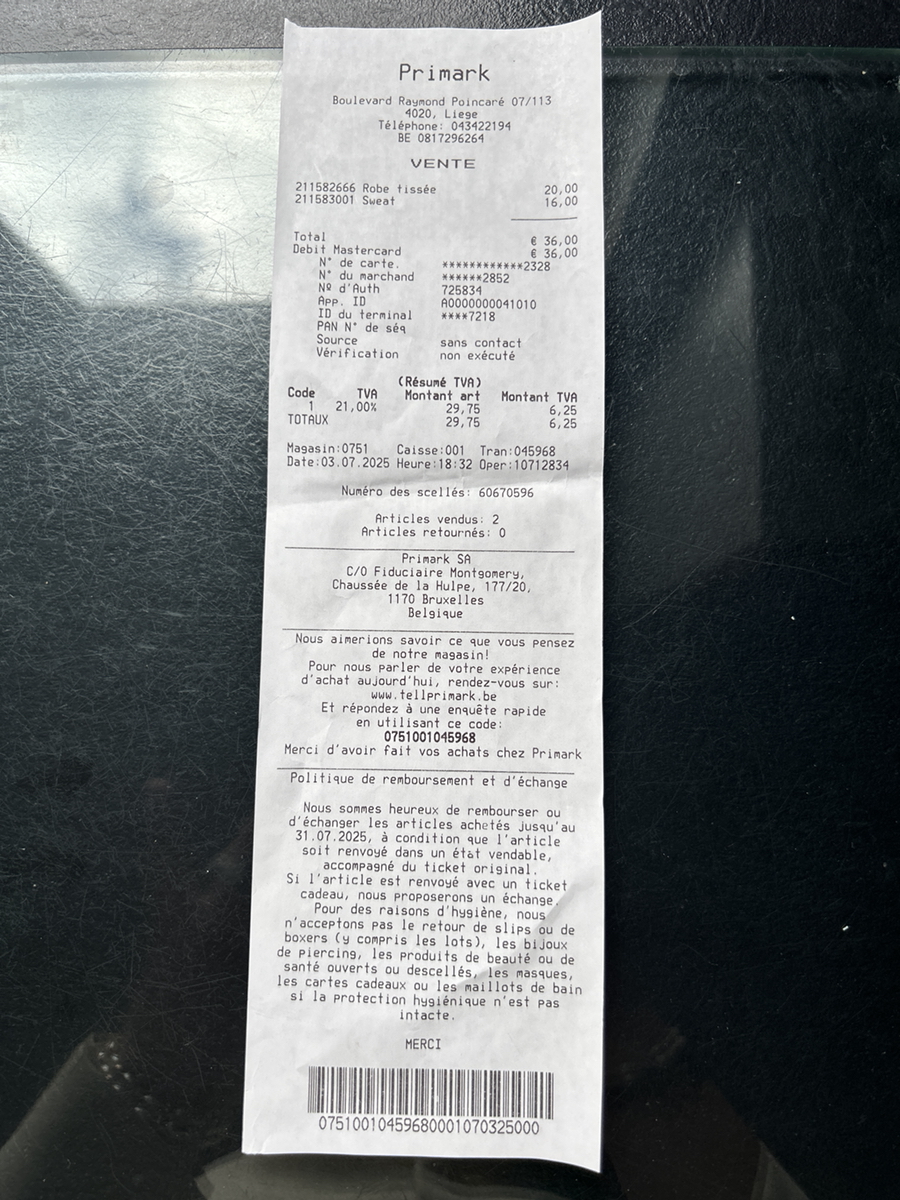 Primark
Boulevard Raymond Poincaré 07/113
4020, Liege
Téléphone: 043422194
BE 0817296264
VENTE
211582666 Robe tissée 20,00
211583001 Sweat 16,00
Total € 36,00
Debit Mastercard € 36,00
N° de carte. ************2328
N° du marchand ******2852
Nº d'Auth 725834
App. ID A0000000041010
ID du terminal ****7218
PAN N° de séq
Source sans contact
Vérification non exécuté
(Résumé TVA)
Code TVA Montant art Montant TVA
1 21,00% 29,75 6,25
TOTAUX 29,75 6,25
Magasin:0751 Caisse:001 Tran:045968
Date:03.07.2025 Heure:18:32 Oper:10712834
Numéro des scellés: 60670596
Articles vendus: 2
Articles retournés: 0
Primark SA
C/O Fiduciaire Montgomery,
Chaussée de la Hulpe, 177/20,
1170 Bruxelles
Belgique
Nous aimerions savoir ce que vous pensez
de notre magasin!
Pour nous parler de votre expérience
d'achat aujourd'hui, rendez-vous sur:
www.tellprimark.be
Et répondez à une enquête rapide
en utilisant ce code:
0751001045968
Merci d'avoir fait vos achats chez Primark
Politique de remboursement et d'échange
Nous sommes heureux de rembourser ou
d'échanger les articles achetés jusqu'au
31.07.2025, à condition que l'article
soit renvoyé dans un état vendable,
accompagné du ticket original.
Si l'article est renvoyé avec un ticket
cadeau, nous proposerons un échange.
Pour des raisons d'hygiène, nous
n'acceptons pas le retour de slips ou de
boxers (y compris les lots), les bijoux
de piercing, les produits de beauté ou de
santé ouverts ou descellés, les masques,
les cartes cadeaux ou les maillots de bain
si la protection hygiénique n'est pas
intacte.
MERCI
07510010459680001070325000